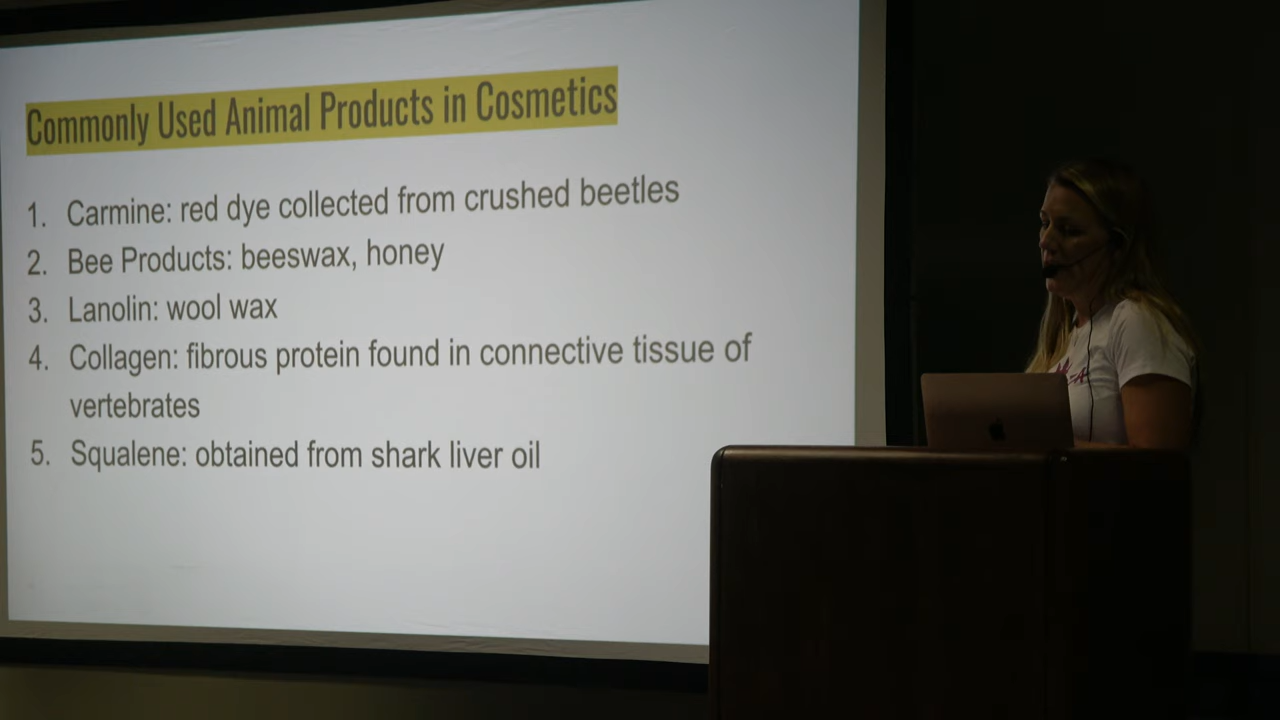 Commonly Used Animal Products in Cosmetics
1. Carmine: red dye collected from crushed beetles
2. Bee Products: beeswax, honey
3. Lanolin: wool wax
4. Collagen: fibrous protein found in connective tissue of
vertebrates
5. Squalene: obtained from shark liver oil